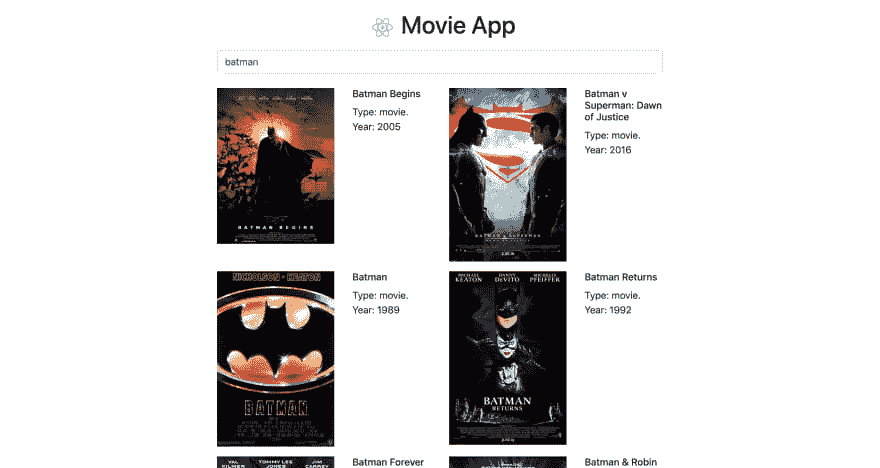 Movie App
batman
Batman Begins
Type: movie.
Year: 2005
BATMAN BEGINS
Batman v
Superman: Dawn
of Justice
Type: movie.
Year: 2016
NICHOLSON KEATON
Batman
Type: movie.
Year: 1989
BATMAN
MICHAEL DANNY MICHELLE
KEATON DEVITO PFEIFFER
Batman Returns
Type: movie.
Year: 1992
BATMAN
RETURNS
VAL TOMMY LEE JIM
KILMER JONES CARREY
Batman Forever
Batman & Robin